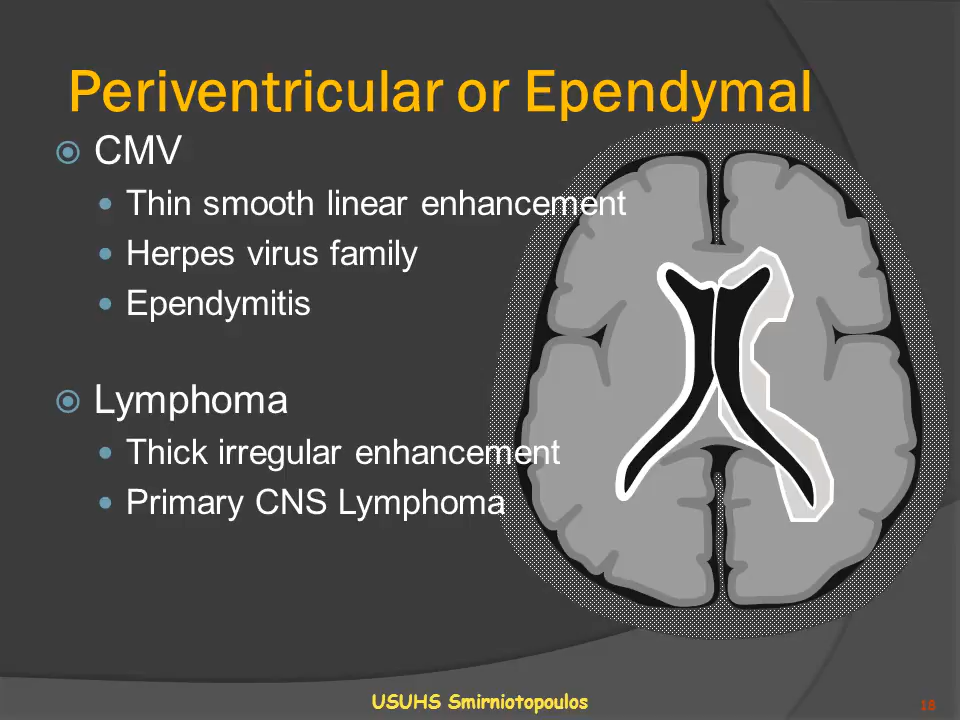 Periventricular or Ependymal
CMV
Thin smooth linear enhancement
Herpes virus family
Ependymitis
Lymphoma
Thick irregular enhancement
Primary CNS Lymphoma
USUHS Smirniotopoulos
18